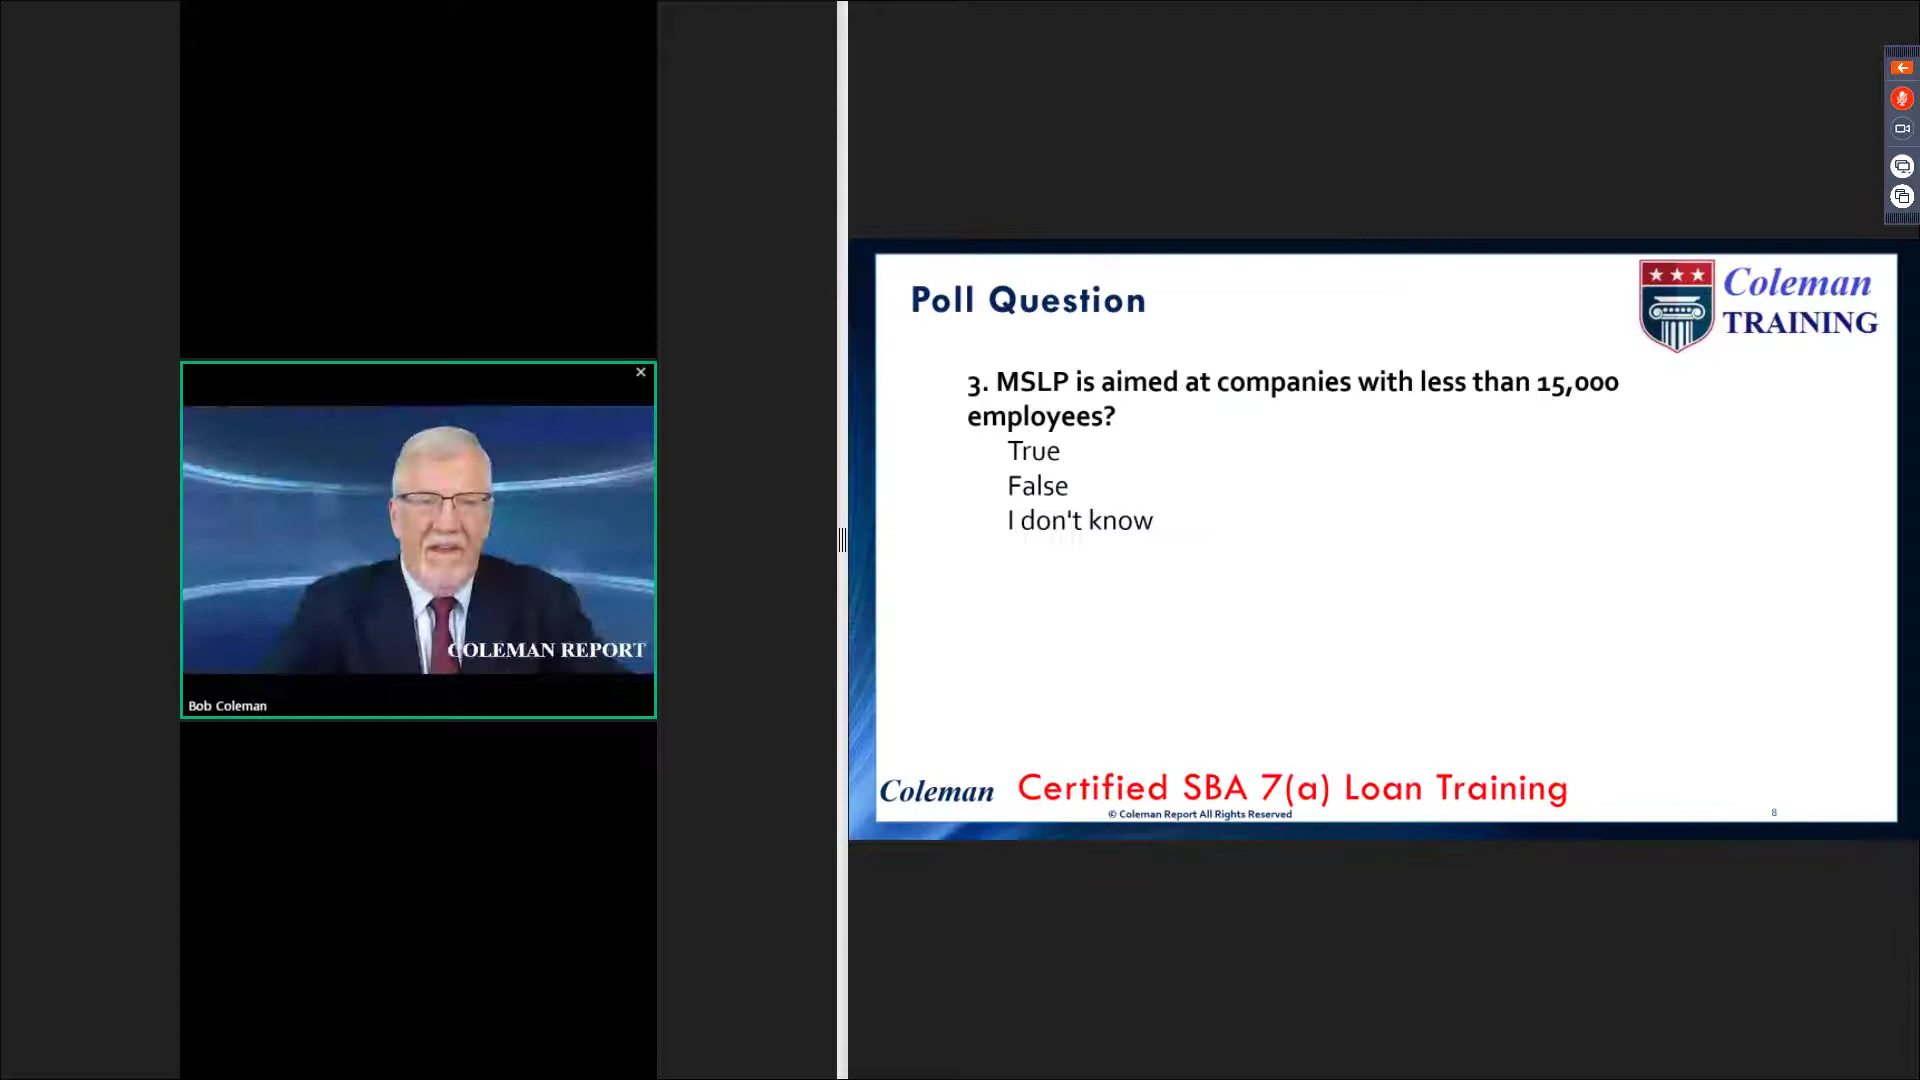 COLEMAN REPORT
Bob Coleman
Poll Question
Coleman
TRAINING
3. MSLP is aimed at companies with less than 15,000
employees?
True
False
I don't know
Coleman
Certified SBA 7(a) Loan Training
© Coleman Report All Rights Reserved
8